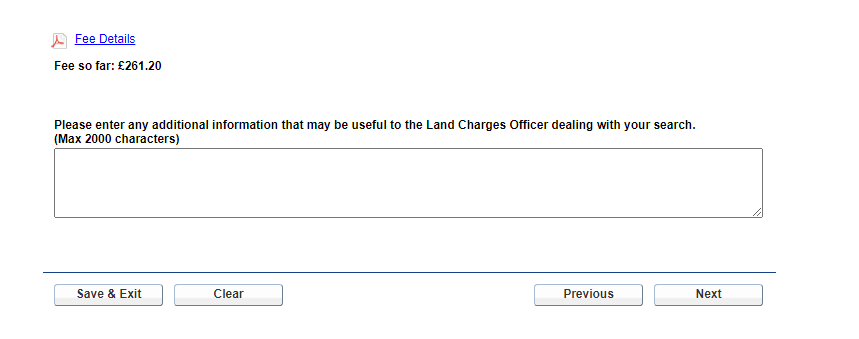 Fee Details
Fee so far: £261.20
Please enter any additional information that may be useful to the Land Charges Officer dealing with your search.
(Max 2000 characters)
Save & Exit Clear Previous Next